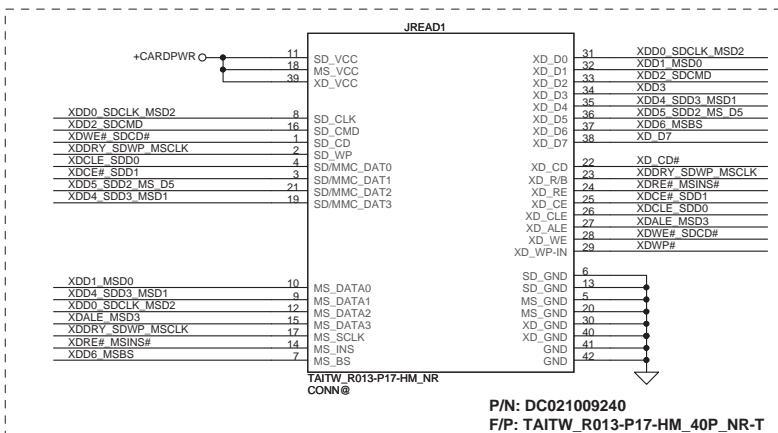 JREAD1
+CARDPWR
11 SD_VCC
18 MS_VCC
39 XD_VCC
XDD0_SDCLK_MSD2 8 SD_CLK
XDD2_SDCMD 16 SD_CMD
XDWE#_SDCD# 1 SD_CD
XDDRY_SDWP_MSCLK 2 SD_WP
XDCLE_SDD0 4 SD/MMC_DAT0
XDCE#_SDD1 3 SD/MMC_DAT1
XDD5_SDD2_MS_D5 21 SD/MMC_DAT2
XDD4_SDD3_MSD1 19 SD/MMC_DAT3
XDD1_MSD0 10 MS_DATA0
XDD4_SDD3_MSD1 9 MS_DATA1
XDD0_SDCLK_MSD2 12 MS_DATA2
XDALE_MSD3 15 MS_DATA3
XDDRY_SDWP_MSCLK 17 MS_SCLK
XDRE#_MSINS# 14 MS_INS
XDD6_MSBS 7 MS_BS
XD_D0 31 XDD0_SDCLK_MSD2
XD_D1 32 XDD1_MSD0
XD_D2 33 XDD2_SDCMD
XD_D3 34 XDD3
XD_D4 35 XDD4_SDD3_MSD1
XD_D5 36 XDD5_SDD2_MS_D5
XD_D6 37 XDD6_MSBS
XD_D7 38 XD_D7
XD_CD 22 XD_CD#
XD_R/B 23 XDDRY_SDWP_MSCLK
XD_RE 24 XDRE#_MSINS#
XD_CE 25 XDCE#_SDD1
XD_CLE 26 XDCLE_SDD0
XD_ALE 27 XDALE_MSD3
XD_WE 28 XDWE#_SDCD#
XD_WP-IN 29 XDWP#
SD_GND 6
SD_GND 13
MS_GND 5
MS_GND 20
XD_GND 30
XD_GND 40
GND 41
GND 42
TAITW_R013-P17-HM_NR
CONN@
P/N: DC021009240
F/P: TAITW_R013-P17-HM_40P_NR-T